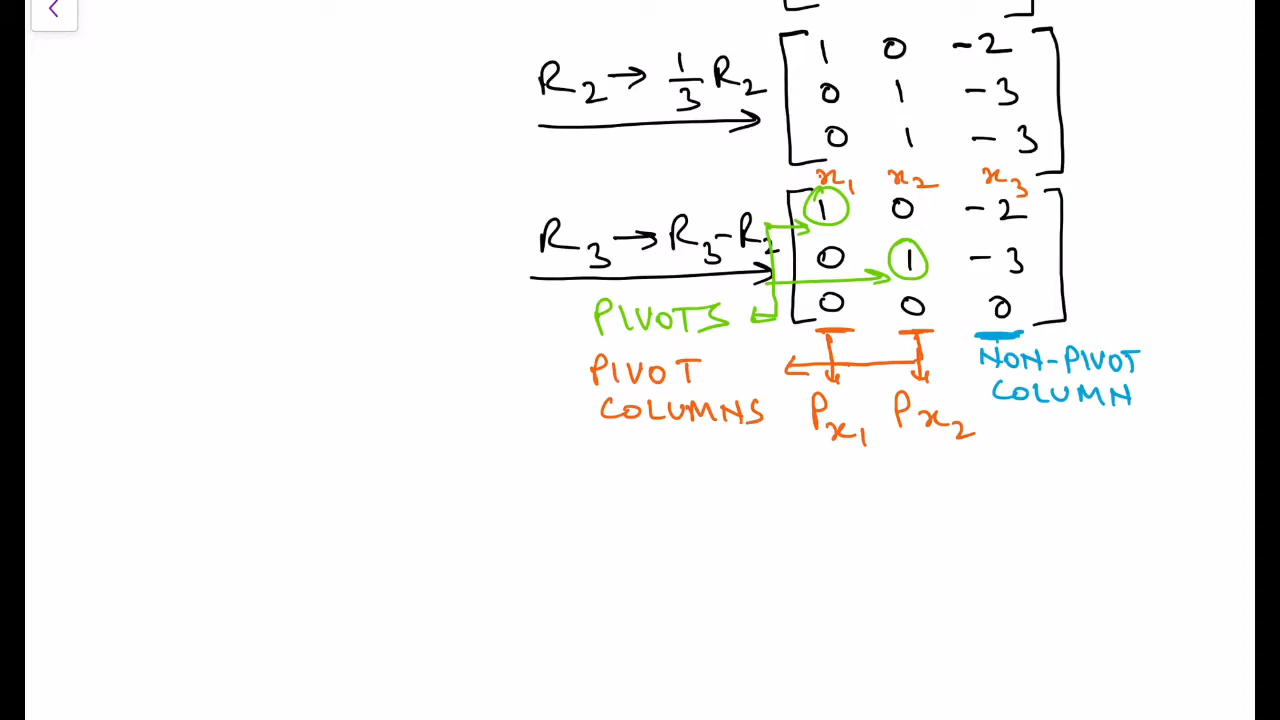 R₂ → 1/3 R₂ [1 0 -2
0 1 -3
0 1 -3]
x₁ x₂ x₃
R₃ → R₃ - R₂ [1 0 -2
0 1 -3
0 0 0]
PIVOTS
PIVOT
COLUMNS
Pₓ₁ Pₓ₂
NON-PIVOT
COLUMN